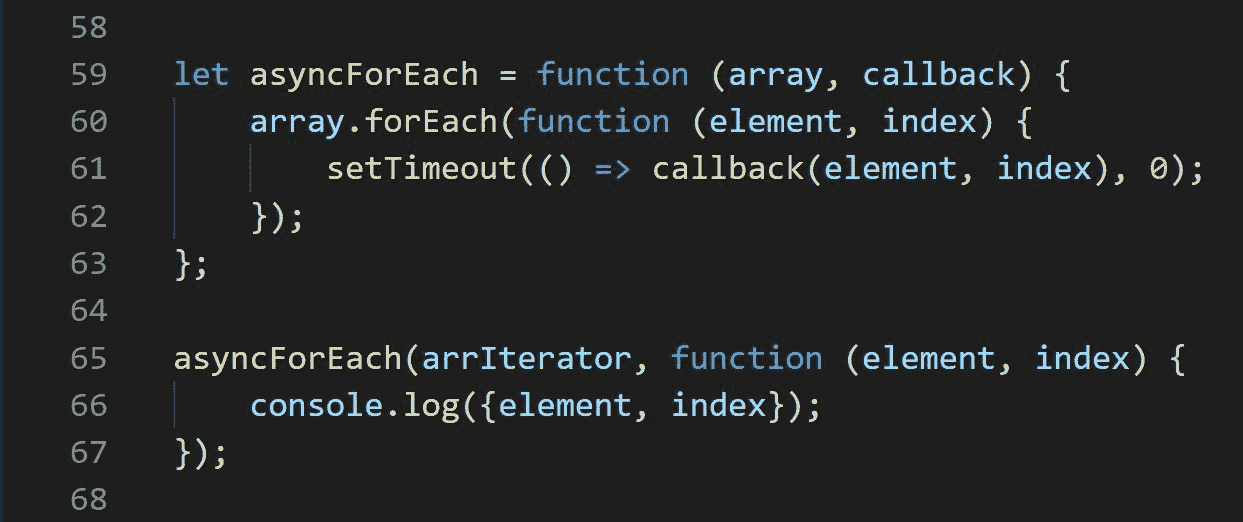 58
59 let asyncForEach = function (array, callback) {
60 array.forEach(function (element, index) {
61 setTimeout(() => callback(element, index), 0);
62 });
63 };
64
65 asyncForEach(arrIterator, function (element, index) {
66 console.log({element, index});
67 });
68